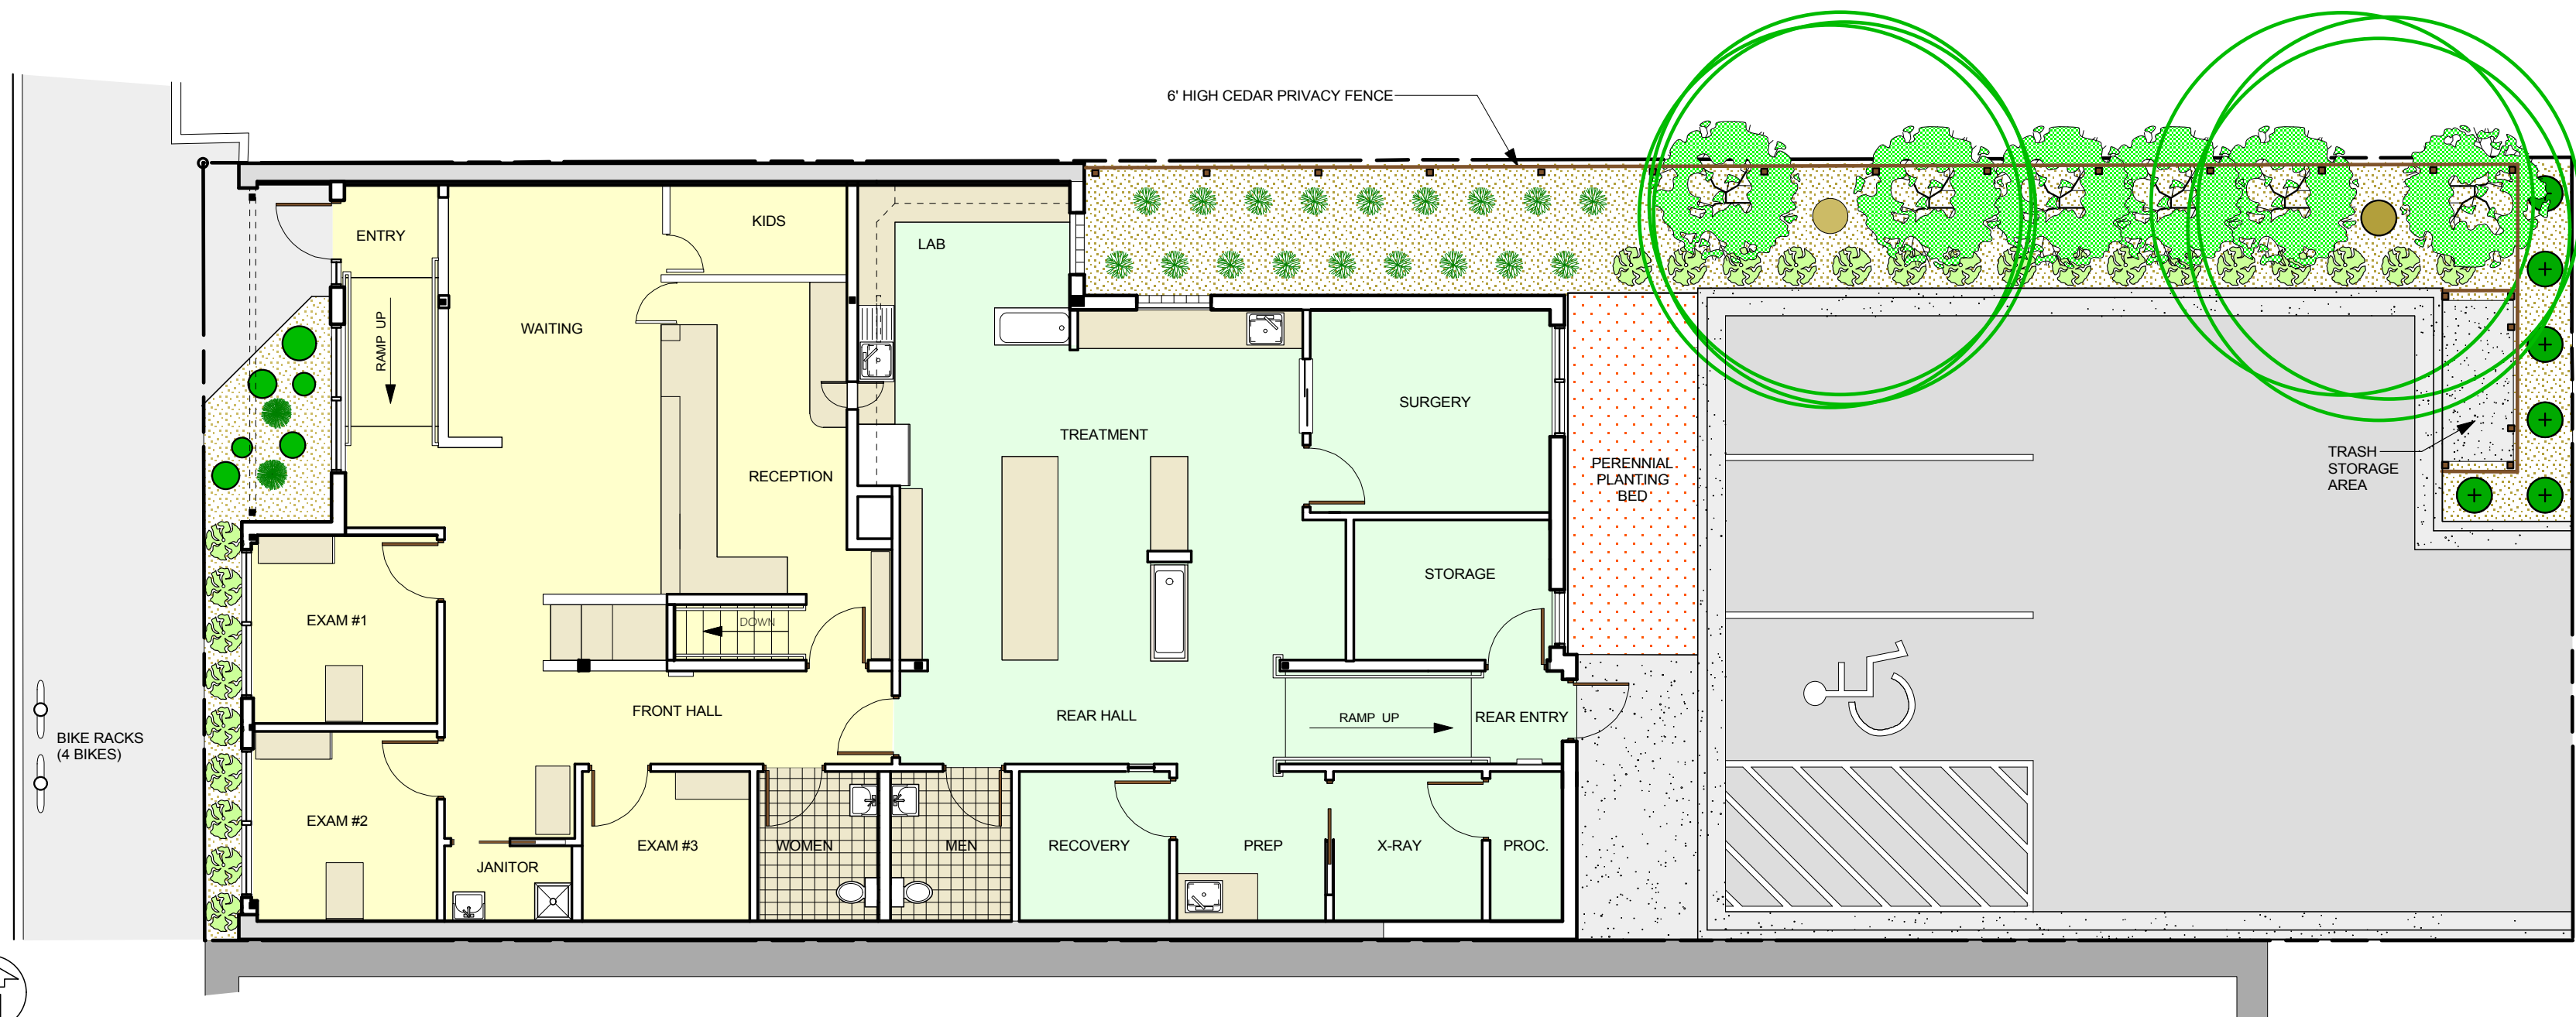 6' HIGH CEDAR PRIVACY FENCE
KIDS
ENTRY
LAB
WAITING
RAMP UP
SURGERY
TREATMENT
RECEPTION
PERENNIAL
PLANTING
BED
TRASH
STORAGE
AREA
STORAGE
EXAM #1
DOWN
FRONT HALL
REAR HALL
RAMP UP
REAR ENTRY
BIKE RACKS
(4 BIKES)
EXAM #2
JANITOR
EXAM #3
WOMEN
MEN
RECOVERY
PREP
X-RAY
PROC.